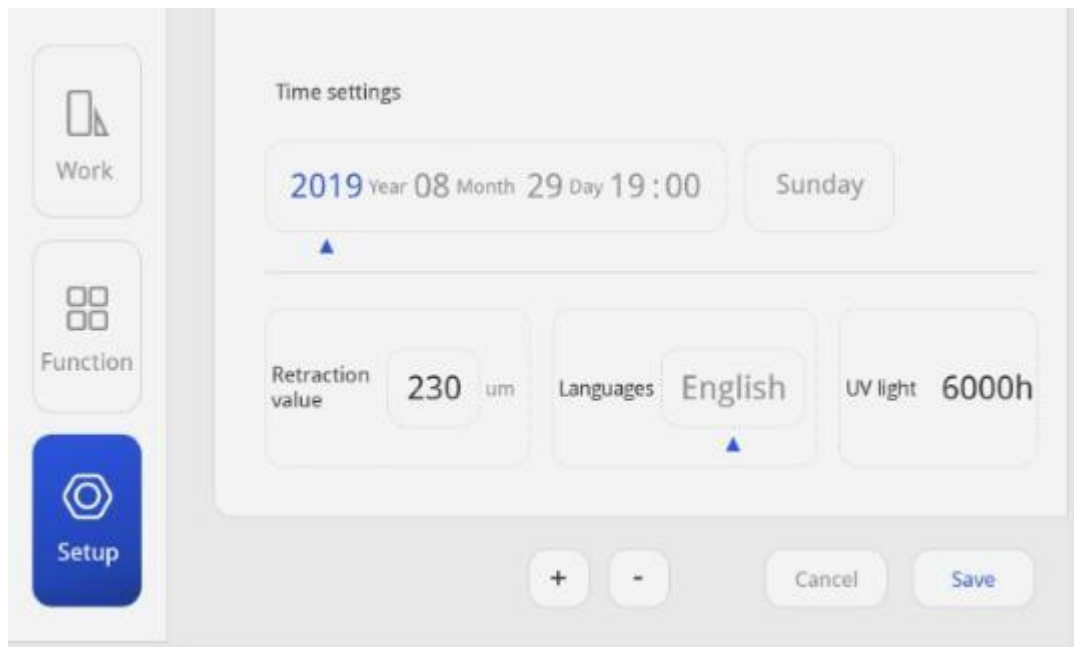 Work
Function
Setup
Time settings
2019 Year 08 Month 29 Day 19:00
Sunday
Retraction
value
230 um
Languages
English
UV light
6000h
+
-
Cancel
Save